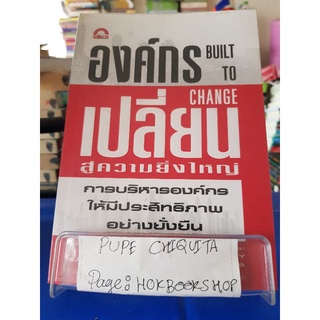 องค์กร BUILT
TO
CHANGE
เปลี่ยน
สู่ความยิ่งใหญ่
การบริหารองค์กร
ให้มีประสิทธิภาพ
อย่างยั่งยืน
PUPE CHIQUITA
Page: HOKBOOKSHOP